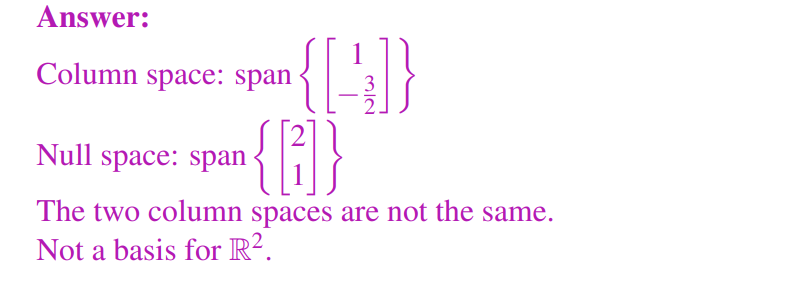 Answer:
Column space: span $\left\{\begin{bmatrix} 1 \\ -\frac{3}{2} \end{bmatrix}\right\}$
Null space: span $\left\{\begin{bmatrix} 2 \\ 1 \end{bmatrix}\right\}$
The two column spaces are not the same.
Not a basis for $\mathbb{R}^2$.